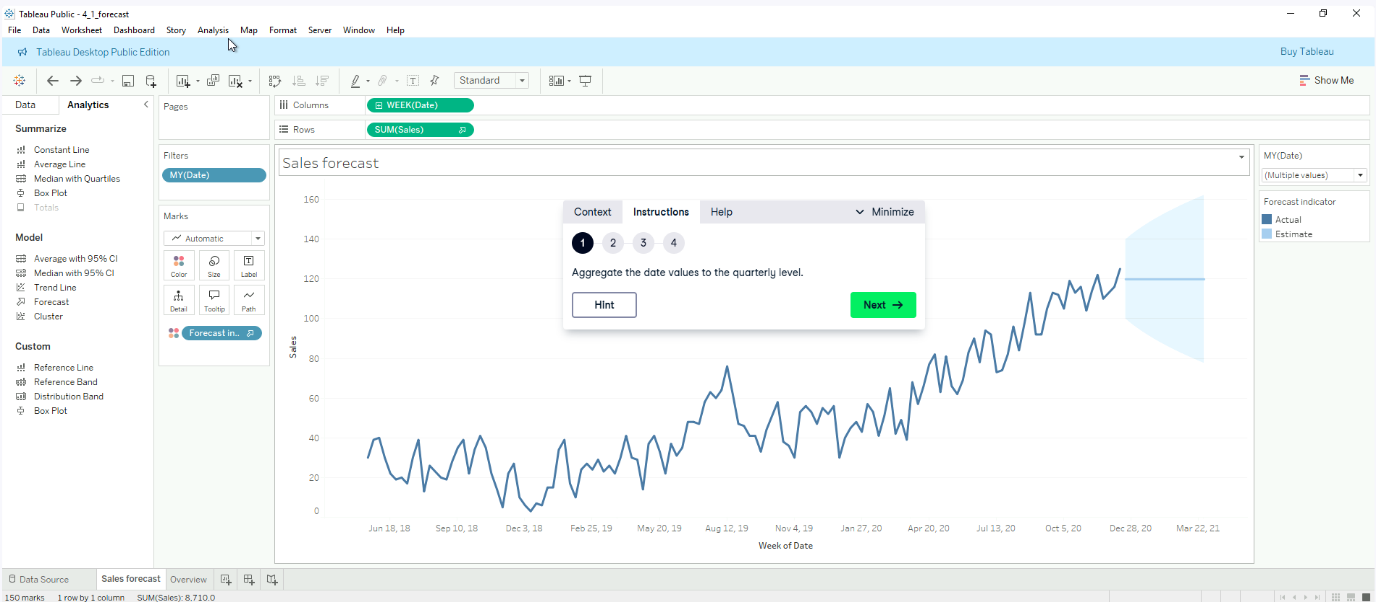 Tableau Public - 4_1_forecast
File Data Worksheet Dashboard Story Analysis Map Format Server Window Help
Tableau Desktop Public Edition Buy Tableau
Standard Show Me
Data Analytics
Summarize
Constant Line
Average Line
Median with Quartiles
Box Plot
Totals
Model
Average with 95% CI
Median with 95% CI
Trend Line
Forecast
Cluster
Custom
Reference Line
Reference Band
Distribution Band
Box Plot
Pages
Filters
MY(Date)
Marks
Automatic
Color Size Label
Detail Tooltip Path
Forecast in..
Columns WEEK(Date)
Rows SUM(Sales)
Sales forecast
Context Instructions Help Minimize
1 2 3 4
Aggregate the date values to the quarterly level.
HInt Next
Sales
160
140
120
100
80
60
40
20
0
Jun 18, 18 Sep 10, 18 Dec 3, 18 Feb 25, 19 May 20, 19 Aug 12, 19 Nov 4, 19 Jan 27, 20 Apr 20, 20 Jul 13, 20 Oct 5, 20 Dec 28, 20 Mar 22, 21
Week of Date
MY(Date)
(Multiple values)
Forecast indicator
Actual
Estimate
Data Source Sales forecast Overview
150 marks 1 row by 1 column SUM(Sales): 8,710.0